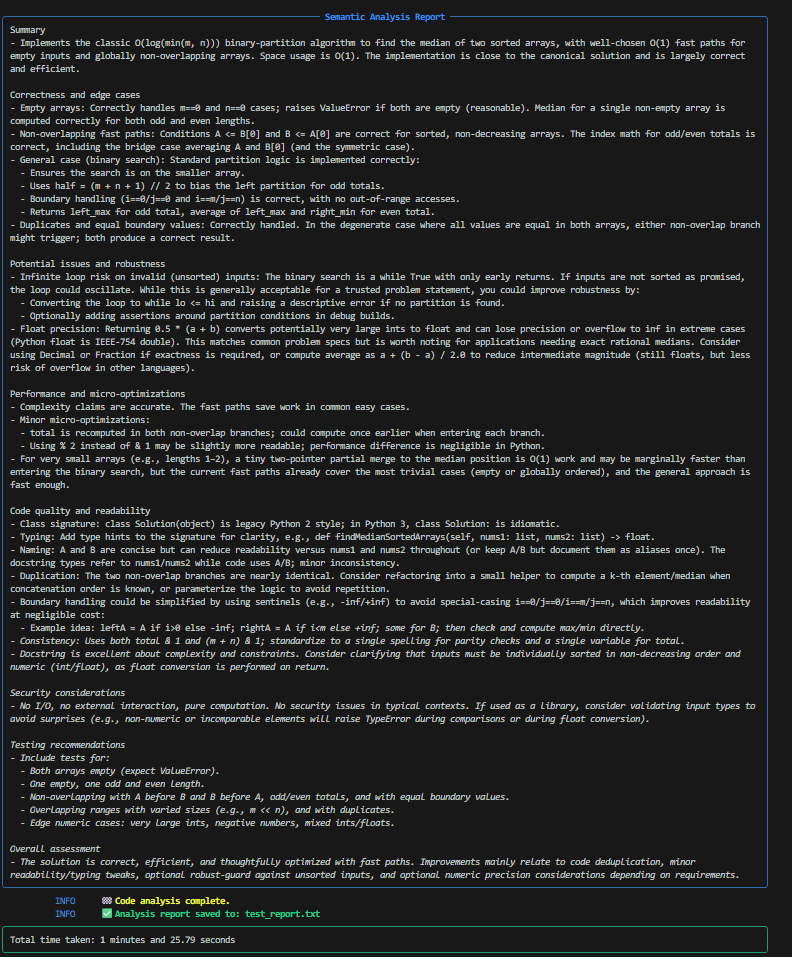 Semantic Analysis Report
Summary
- Implements the classic O(log(min(m, n))) binary-partition algorithm to find the median of two sorted arrays, with well-chosen O(1) fast paths for
empty inputs and globally non-overlapping arrays. Space usage is O(1). The implementation is close to the canonical solution and is largely correct
and efficient.
Correctness and edge cases
- Empty arrays: Correctly handles m==0 and n==0 cases; raises ValueError if both are empty (reasonable). Median for a single non-empty array is
computed correctly for both odd and even lengths.
- Non-overlapping fast paths: Conditions A <= B[0] and B <= A[0] are correct for sorted, non-decreasing arrays. The index math for odd/even totals is
correct, including the bridge case averaging A and B[0] (and the symmetric case).
- General case (binary search): Standard partition logic is implemented correctly:
- Ensures the search is on the smaller array.
- Uses half = (m + n + 1) // 2 to bias the left partition for odd totals.
- Boundary handling (i==0/j==0 and i==m/j==n) is correct, with no out-of-range accesses.
- Returns left_max for odd total, average of left_max and right_min for even total.
- Duplicates and equal boundary values: Correctly handled. In the degenerate case where all values are equal in both arrays, either non-overlap branch
might trigger; both produce a correct result.
Potential issues and robustness
- Infinite loop risk on invalid (unsorted) inputs: The binary search is a while True with only early returns. If inputs are not sorted as promised,
the loop could oscillate. While this is generally acceptable for a trusted problem statement, you could improve robustness by:
- Converting the loop to while lo <= hi and raising a descriptive error if no partition is found.
- Optionally adding assertions around partition conditions in debug builds.
- Float precision: Returning 0.5 * (a + b) converts potentially very large ints to float and can lose precision or overflow to inf in extreme cases
(Python float is IEEE-754 double). This matches common problem specs but is worth noting for applications needing exact rational medians. Consider
using Decimal or Fraction if exactness is required, or compute average as a + (b - a) / 2.0 to reduce intermediate magnitude (still floats, but less
risk of overflow in other languages).
Performance and micro-optimizations
- Complexity claims are accurate. The fast paths save work in common easy cases.
- Minor micro-optimizations:
- total is recomputed in both non-overlap branches; could compute once earlier when entering each branch.
- Using % 2 instead of & 1 may be slightly more readable; performance difference is negligible in Python.
- For very small arrays (e.g., lengths 1–2), a tiny two-pointer partial merge to the median position is O(1) work and may be marginally faster than
entering the binary search, but the current fast paths already cover the most trivial cases (empty or globally ordered), and the general approach is
fast enough.
Code quality and readability
- Class signature: class Solution(object) is legacy Python 2 style; in Python 3, class Solution: is idiomatic.
- Typing: Add type hints to the signature for clarity, e.g., def findMedianSortedArrays(self, nums1: list, nums2: list) -> float.
- Naming: A and B are concise but can reduce readability versus nums1 and nums2 throughout (or keep A/B but document them as aliases once). The
docstring types refer to nums1/nums2 while code uses A/B; minor inconsistency.
- Duplication: The two non-overlap branches are nearly identical. Consider refactoring into a small helper to compute a k-th element/median when
concatenation order is known, or parameterize the logic to avoid repetition.
- Boundary handling could be simplified by using sentinels (e.g., -inf/+inf) to avoid special-casing i==0/j==0/i==m/j==n, which improves readability
at negligible cost:
- Example idea: leftA = A if i>0 else -inf; rightA = A if i<m else +inf; same for B; then check and compute max/min directly.
- Consistency: Uses both total & 1 and (m + n) & 1; standardize to a single spelling for parity checks and a single variable for total.
- Docstring is excellent about complexity and constraints. Consider clarifying that inputs must be individually sorted in non-decreasing order and
numeric (int/float), as float conversion is performed on return.
Security considerations
- No I/O, no external interaction, pure computation. No security issues in typical contexts. If used as a library, consider validating input types to
avoid surprises (e.g., non-numeric or incomparable elements will raise TypeError during comparisons or during float conversion).
Testing recommendations
- Include tests for:
- Both arrays empty (expect ValueError).
- One empty, one odd and even length.
- Non-overlapping with A before B and B before A, odd/even totals, and with equal boundary values.
- Overlapping ranges with varied sizes (e.g., m << n), and with duplicates.
- Edge numeric cases: very large ints, negative numbers, mixed ints/floats.
Overall assessment
- The solution is correct, efficient, and thoughtfully optimized with fast paths. Improvements mainly relate to code deduplication, minor
readability/typing tweaks, optional robust-guard against unsorted inputs, and optional numeric precision considerations depending on requirements.
INFO 🏁 Code analysis complete.
INFO ✅ Analysis report saved to: test_report.txt
Total time taken: 1 minutes and 25.79 seconds